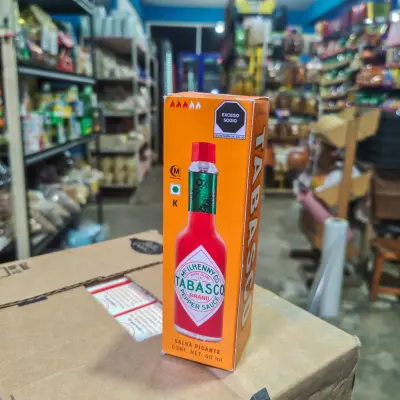 EXCESO
SODIO
TABASCO
K
McILHENNY CO.
TABASCO
BRAND
PEPPER SAUCE
SALSA PICANTE
CONT. NET. 60 ml